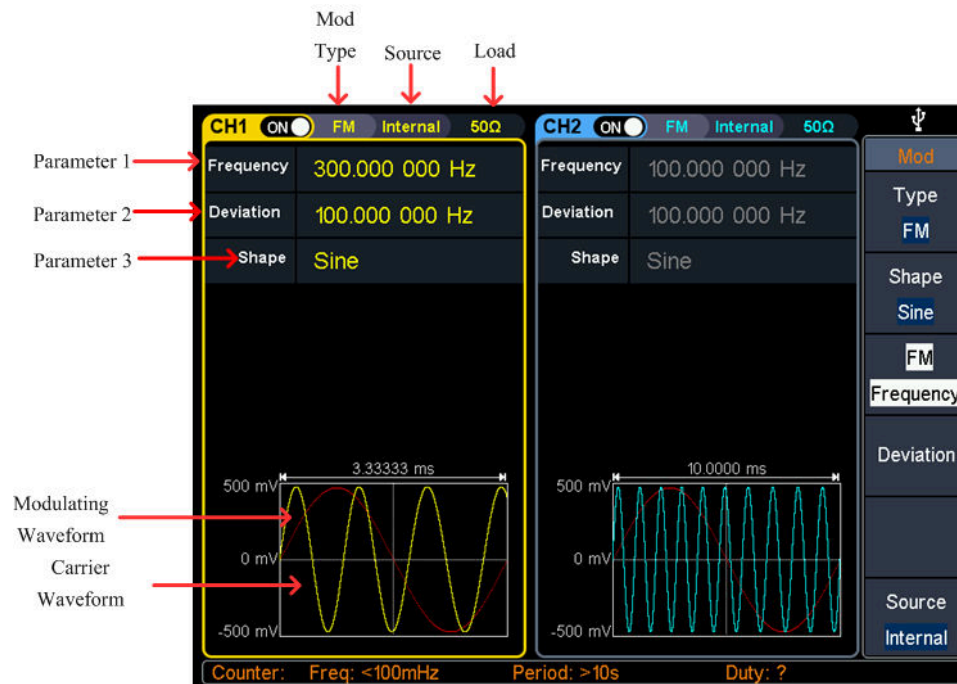 Mod
Type
Source
Load
CH1 ON FM Internal 50Ω
CH2 ON FM Internal 50Ω
Parameter 1
Frequency 300.000 000 Hz
Frequency 100.000 000 Hz
Mod
Parameter 2
Deviation 100.000 000 Hz
Deviation 100.000 000 Hz
Type
FM
Parameter 3
Shape Sine
Shape Sine
Shape
Sine
FM
Frequency
Deviation
3.33333 ms
10.0000 ms
500 mV
500 mV
Modulating
Waveform
0 mV
0 mV
Carrier
Waveform
-500 mV
-500 mV
Source
Internal
Counter: Freq: <100mHz Period: >10s Duty: ?